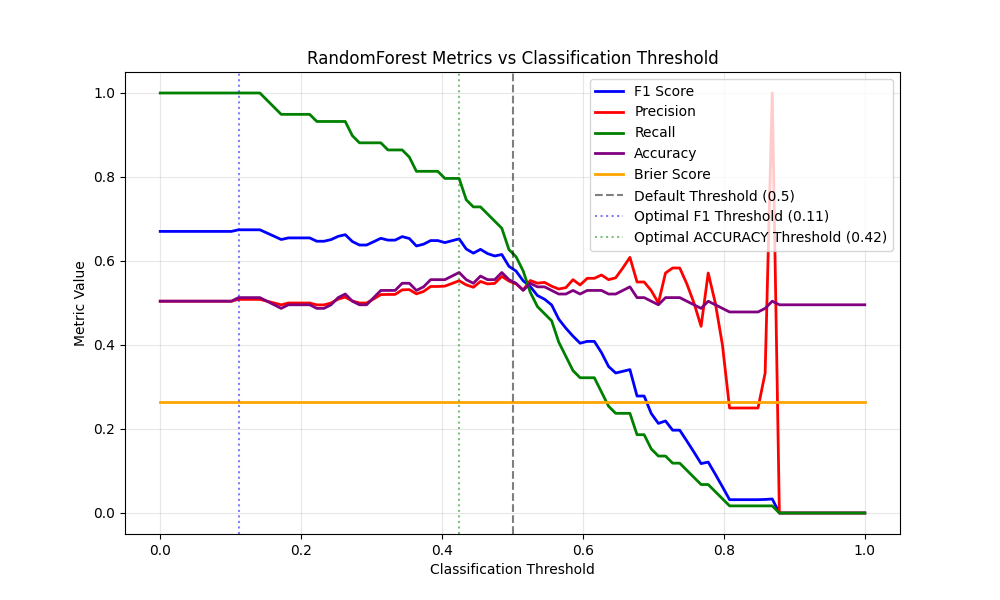 RandomForest Metrics vs Classification Threshold
F1 Score
Precision
Recall
Accuracy
Brier Score
Default Threshold (0.5)
Optimal F1 Threshold (0.11)
Optimal ACCURACY Threshold (0.42)
Metric Value
1.0
0.8
0.6
0.4
0.2
0.0
0.0 0.2 0.4 0.6 0.8 1.0
Classification Threshold